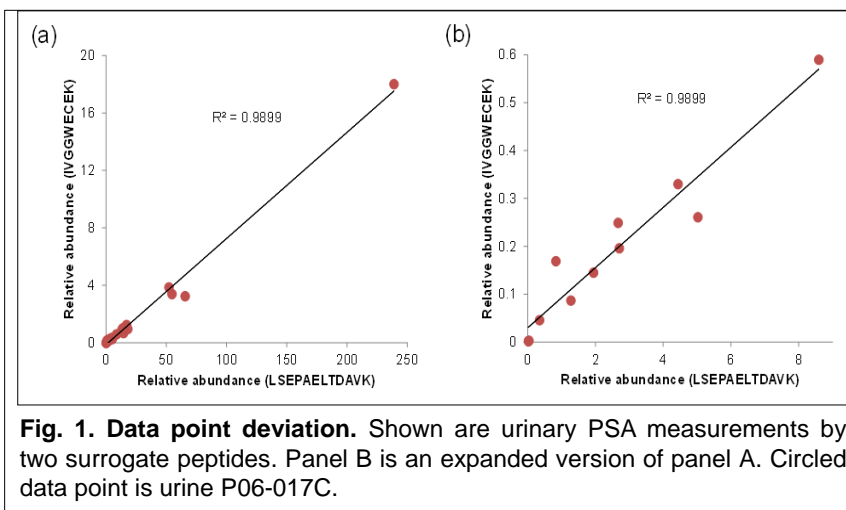 (a)
20
16
12
8
4
0
Relative abundance (IVGGWECEK)
R² = 0.9899
0 50 100 150 200 250
Relative abundance (LSEPAELTDAVK)
(b)
0.6
0.5
0.4
0.3
0.2
0.1
0
Relative abundance (IVGGWECEK)
R² = 0.9899
0 2 4 6 8
Relative abundance (LSEPAELTDAVK)
Fig. 1. Data point deviation. Shown are urinary PSA measurements by
two surrogate peptides. Panel B is an expanded version of panel A. Circled
data point is urine P06-017C.